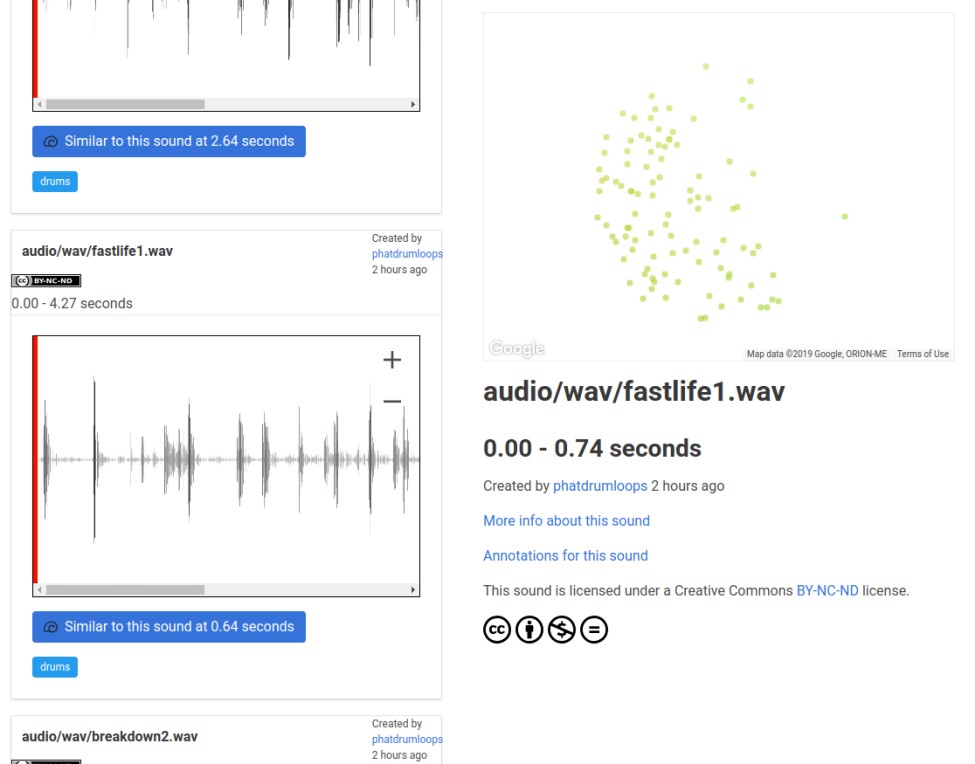 Similar to this sound at 2.64 seconds
drums
audio/wav/fastlife1.wav
Created by
phatdrumloops
2 hours ago
cc BY-NC-ND
0.00 - 4.27 seconds
+
−
Similar to this sound at 0.64 seconds
drums
audio/wav/breakdown2.wav
Created by
phatdrumloops
2 hours ago
Google
Map data ©2019 Google, ORION-ME Terms of Use
audio/wav/fastlife1.wav
0.00 - 0.74 seconds
Created by phatdrumloops 2 hours ago
More info about this sound
Annotations for this sound
This sound is licensed under a Creative Commons BY-NC-ND license.
cc